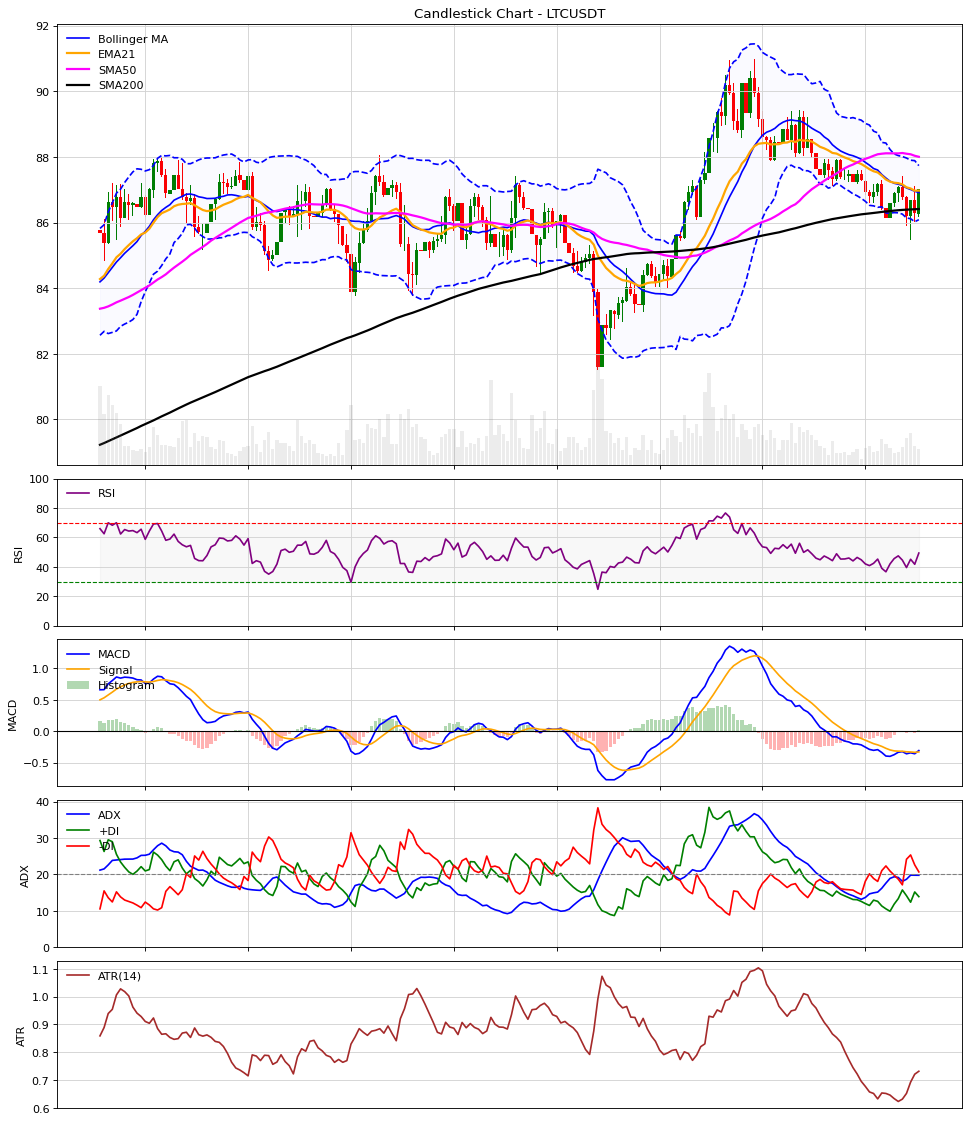 Candlestick Chart - LTCUSDT
92
90
88
86
84
82
80
Bollinger MA
EMA21
SMA50
SMA200
100
80
60
40
20
0
RSI
RSI
1.0
0.5
0.0
−0.5
MACD
MACD
Signal
Histogram
40
30
20
10
0
ADX
ADX
+DI
-DI
1.1
1.0
0.9
0.8
0.7
0.6
ATR
ATR(14)